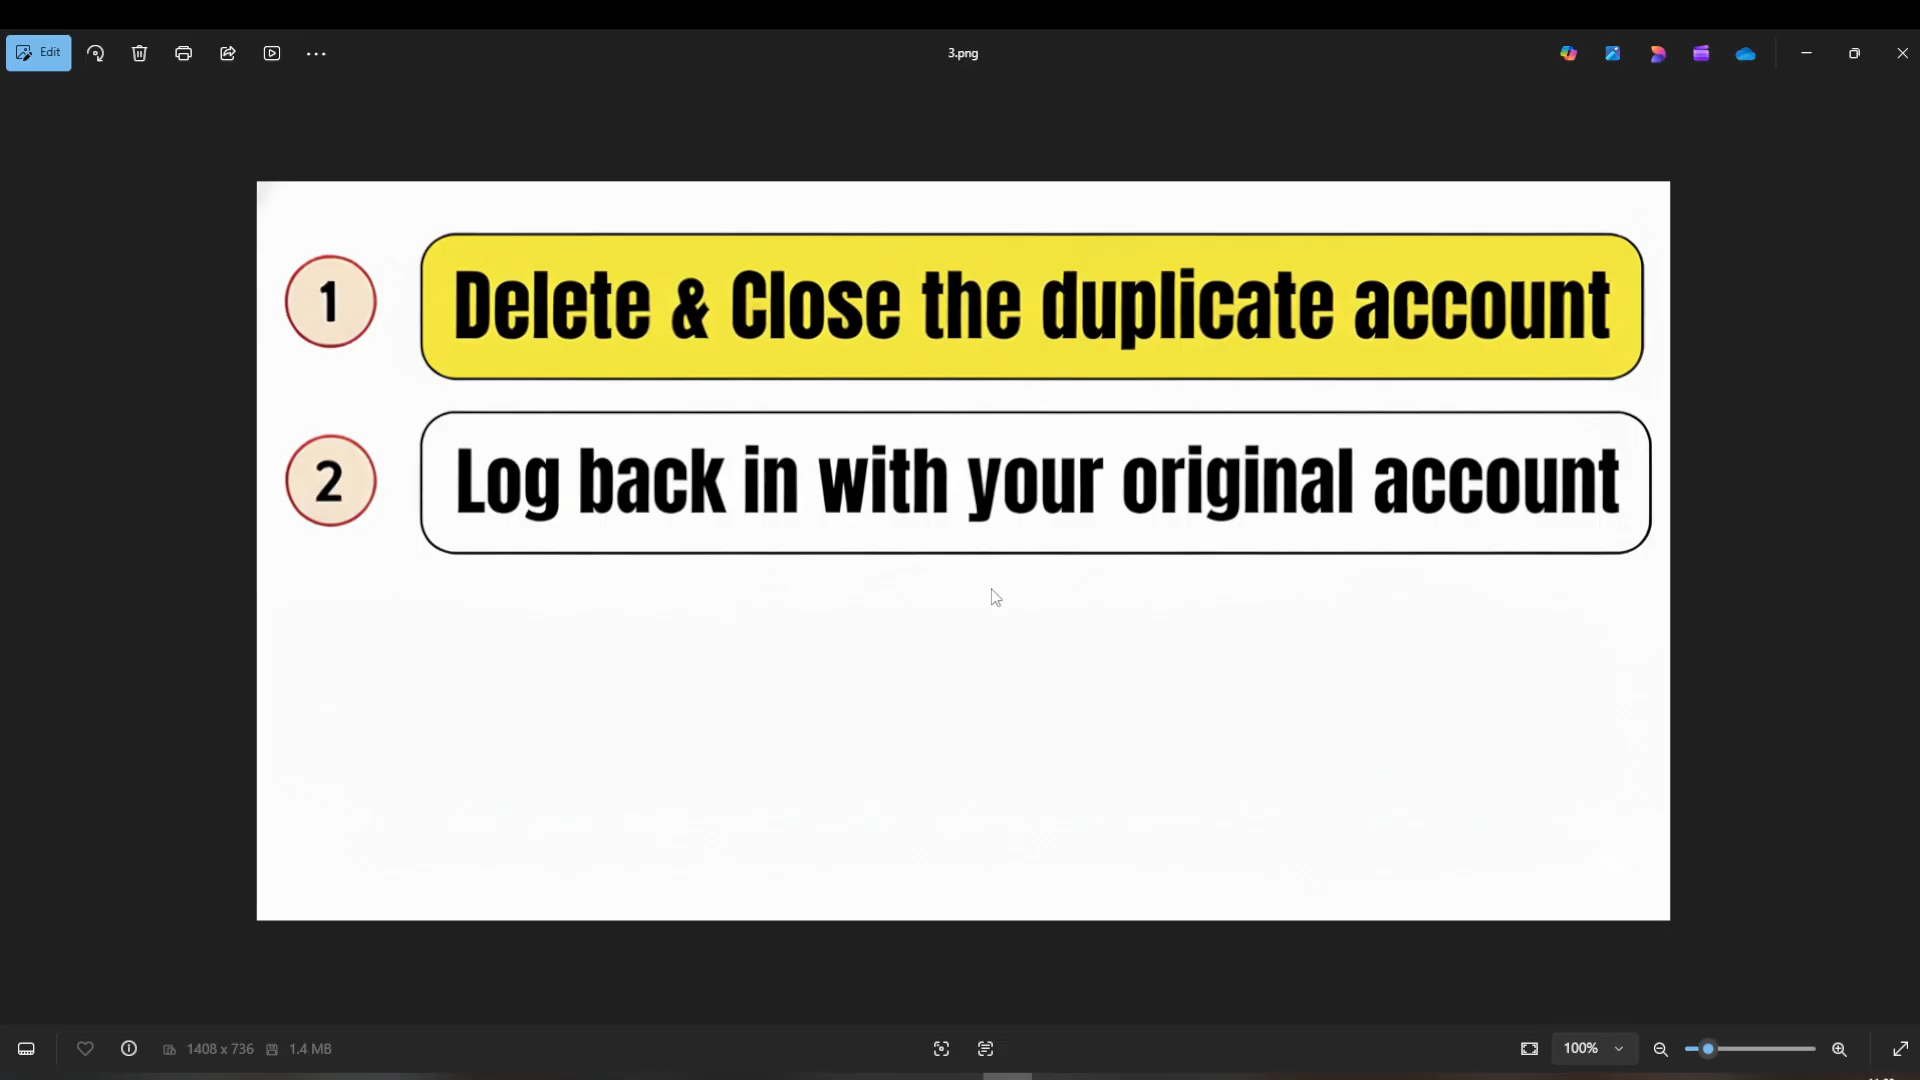 Edit
3.png
1
Delete & Close the duplicate account
2
Log back in with your original account
1408 x 736
1.4 MB
100%